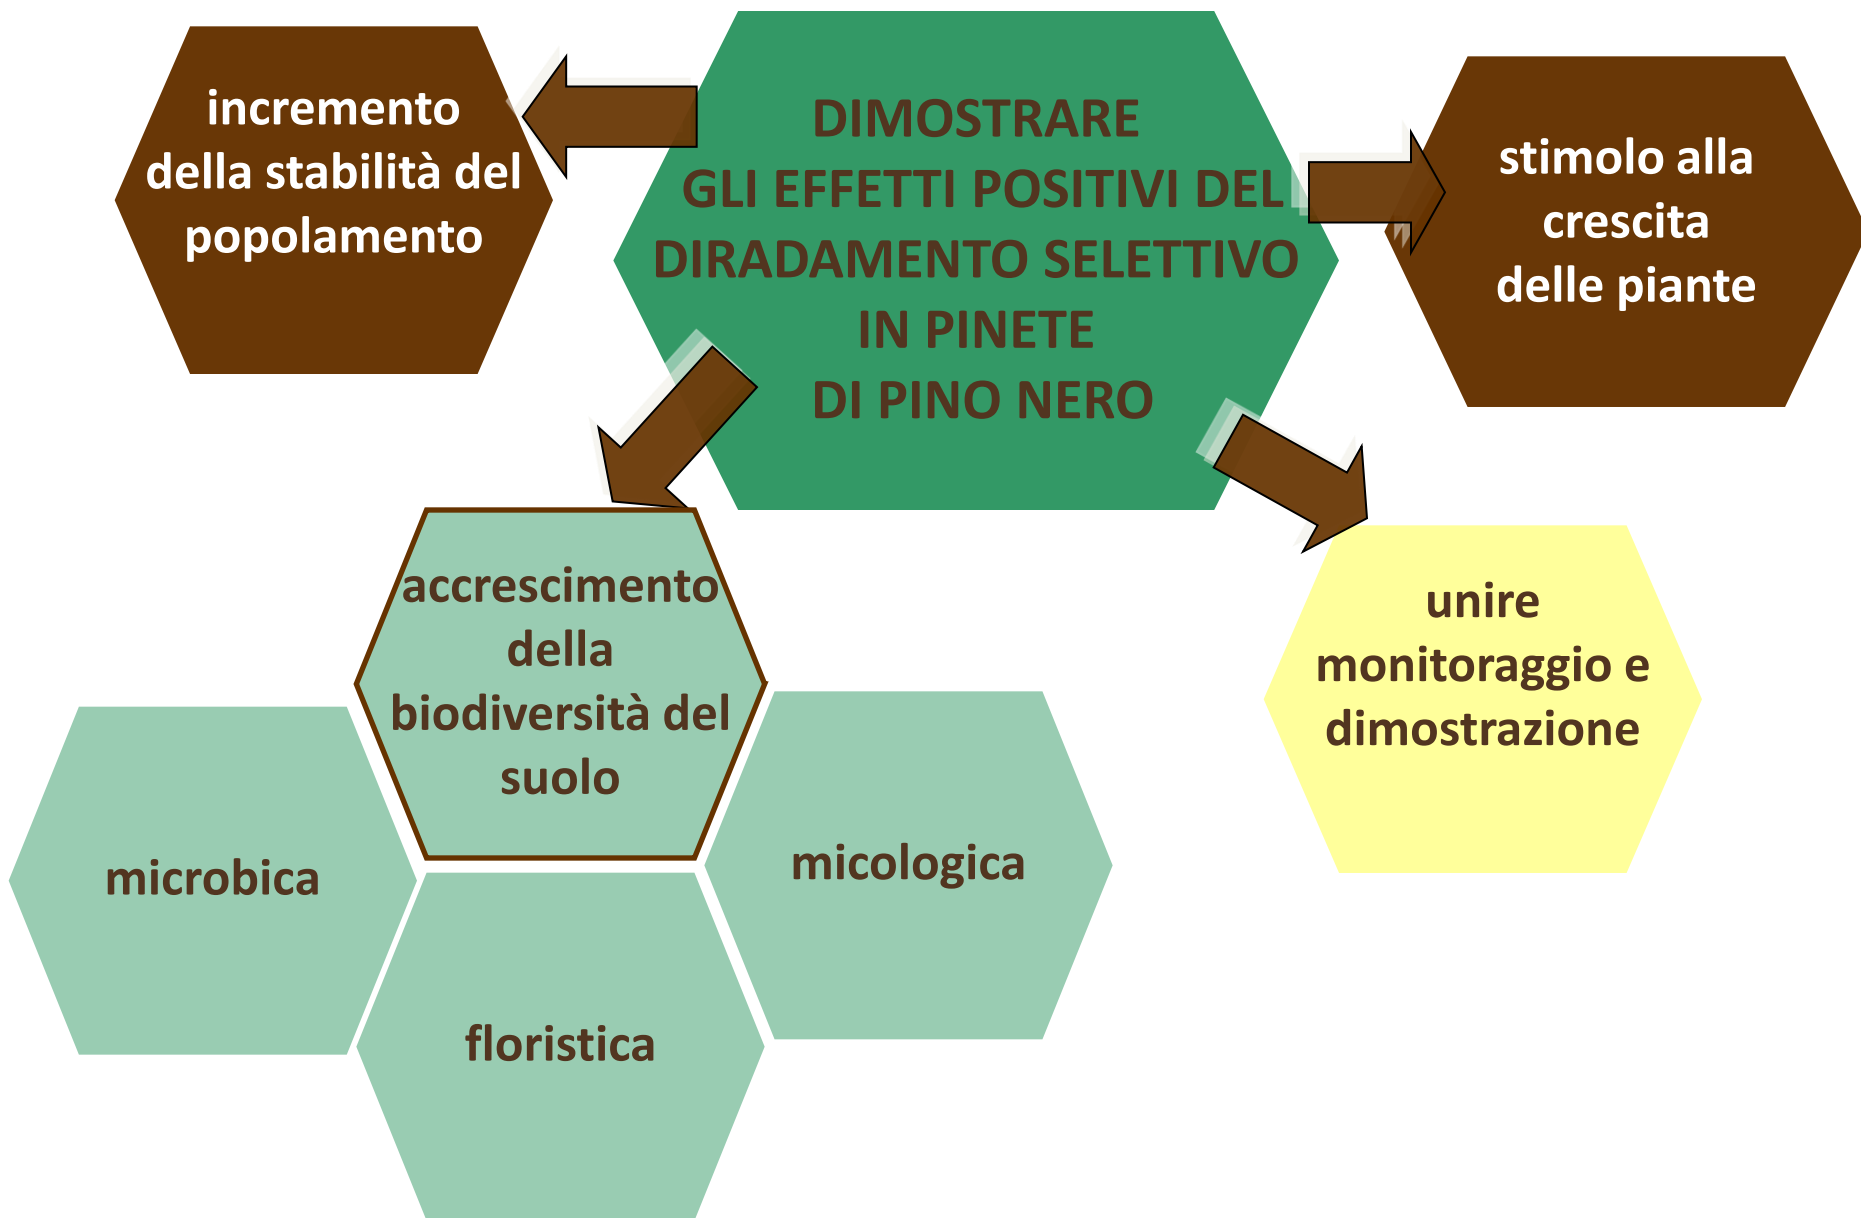 incremento
della stabilità del
popolamento
DIMOSTRARE
GLI EFFETTI POSITIVI DEL
DIRADAMENTO SELETTIVO
IN PINETE
DI PINO NERO
stimolo alla
crescita
delle piante
accrescimento
della
biodiversità del
suolo
unire
monitoraggio e
dimostrazione
microbica
micologica
floristica